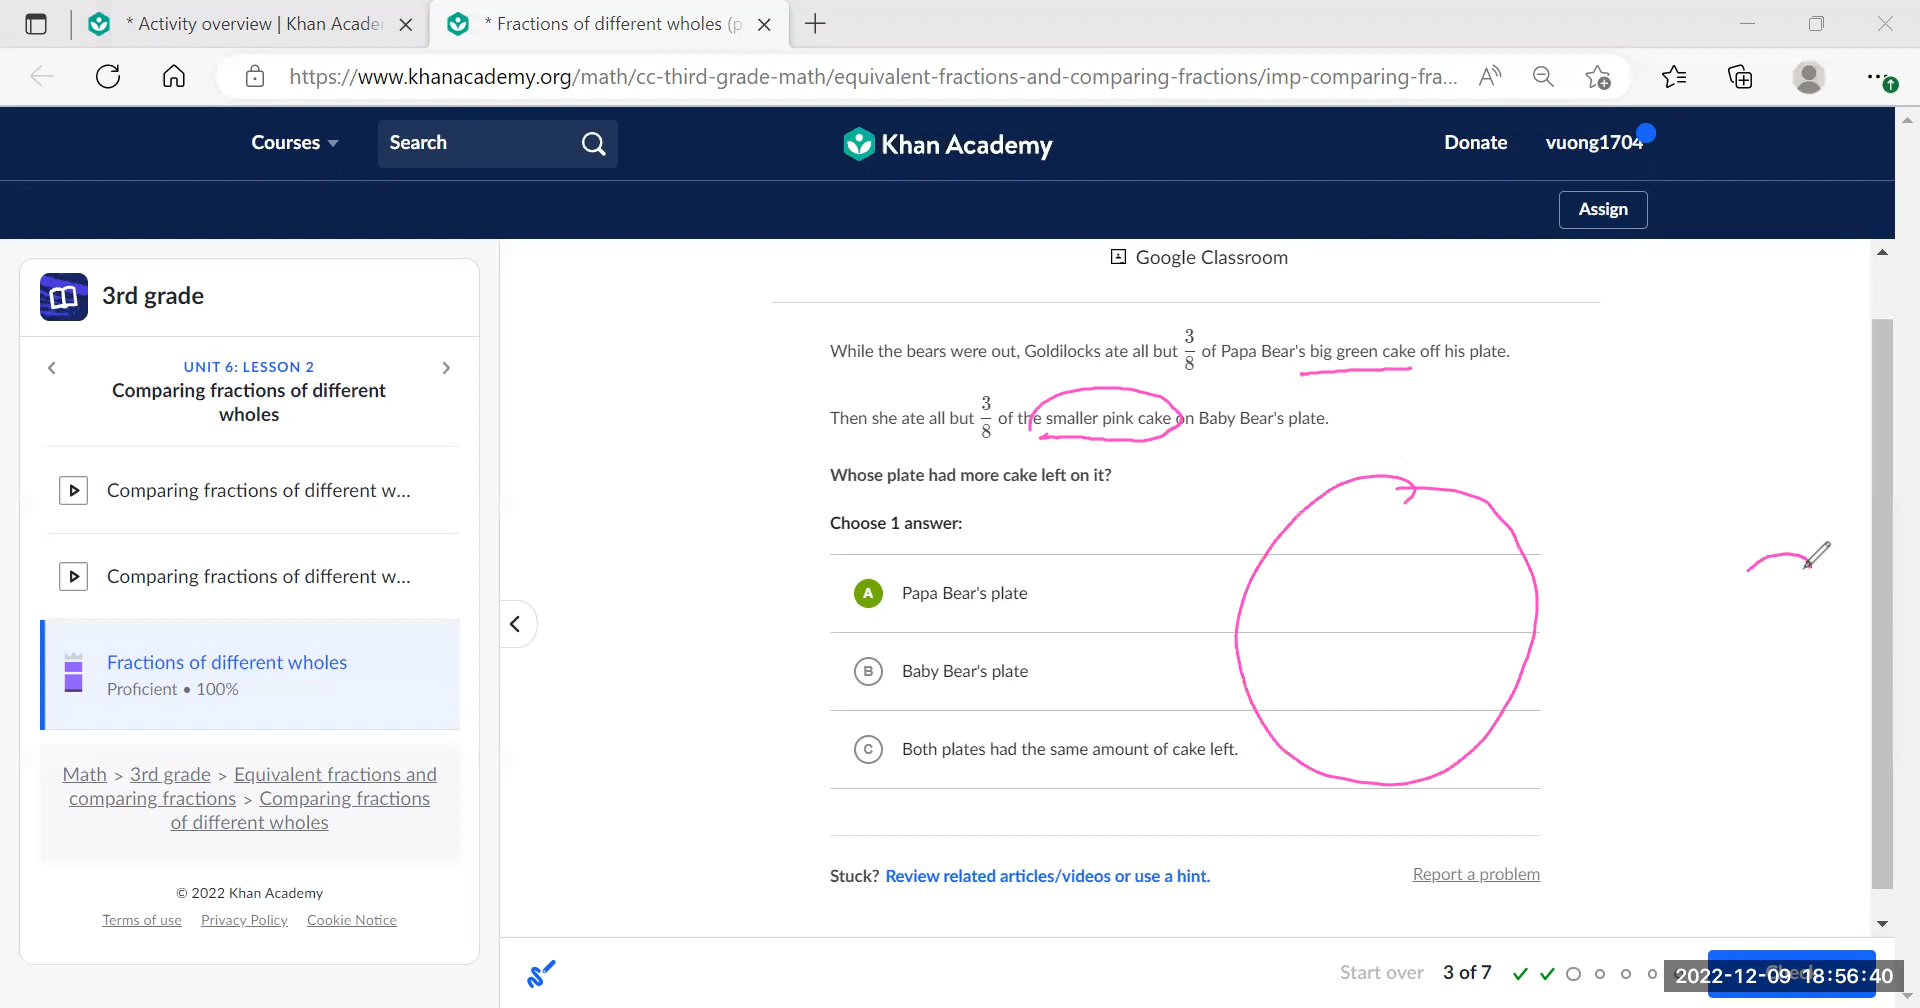 * Activity overview | Khan Acade
* Fractions of different wholes (p
https://www.khanacademy.org/math/cc-third-grade-math/equivalent-fractions-and-comparing-fractions/imp-comparing-fra...
Courses
Search
Khan Academy
Donate
vuong1704
Assign
3rd grade
UNIT 6: LESSON 2
Comparing fractions of different
wholes
Comparing fractions of different w...
Comparing fractions of different w...
Fractions of different wholes
Proficient • 100%
Math > 3rd grade > Equivalent fractions and
comparing fractions > Comparing fractions
of different wholes
© 2022 Khan Academy
Terms of use Privacy Policy Cookie Notice
Google Classroom
While the bears were out, Goldilocks ate all but 3/8 of Papa Bear's big green cake off his plate.
Then she ate all but 3/8 of the smaller pink cake on Baby Bear's plate.
Whose plate had more cake left on it?
Choose 1 answer:
A Papa Bear's plate
B Baby Bear's plate
C Both plates had the same amount of cake left.
Stuck? Review related articles/videos or use a hint.
Report a problem
Start over
3 of 7
2022-12-09 18:56:40